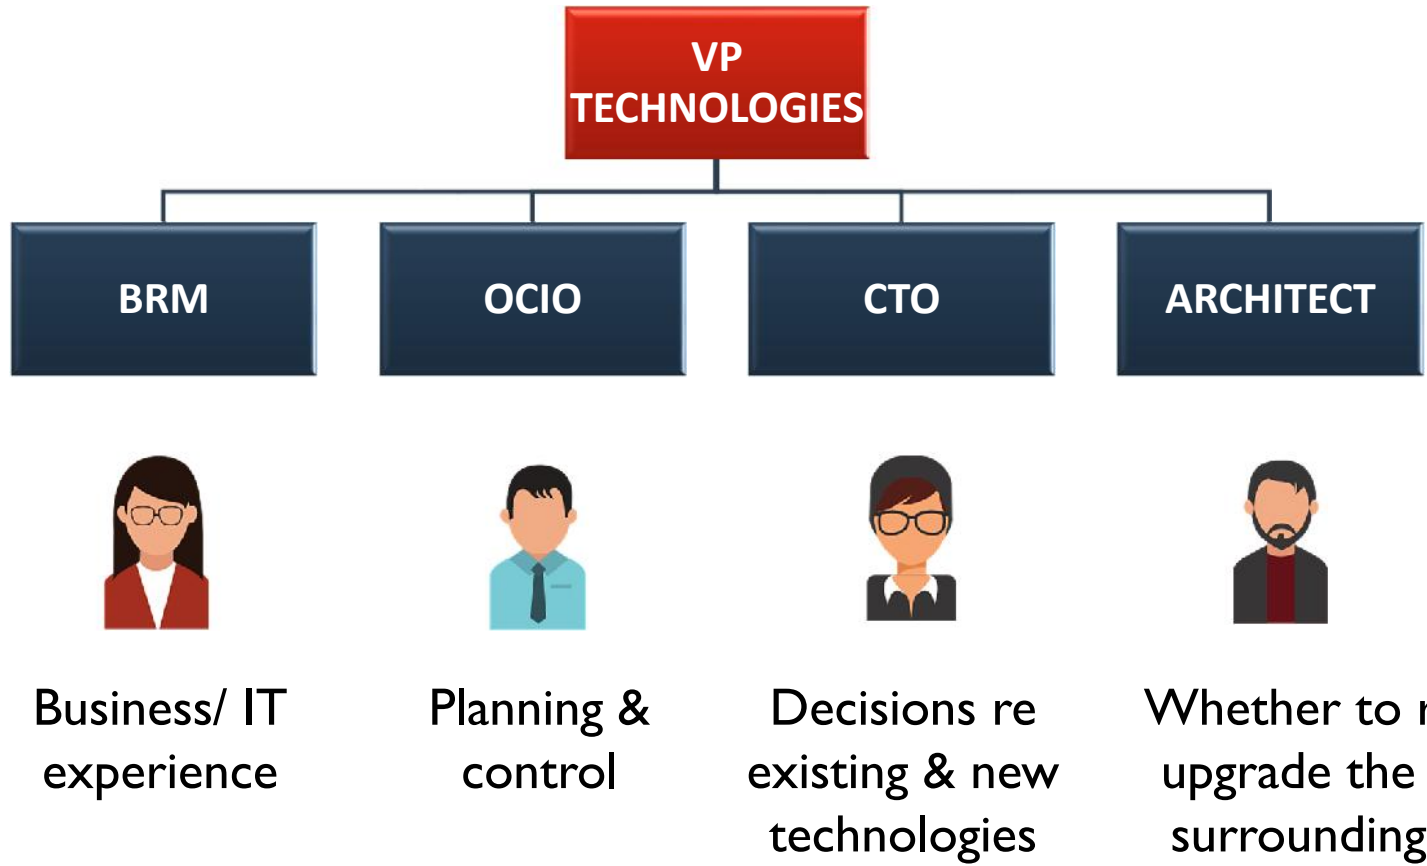 VP
TECHNOLOGIES
BRM
OCIO
CTO
ARCHITECT
Business/ IT
experience
Planning &
control
Decisions re
existing & new
technologies
Whether to
upgrade the
surrounding